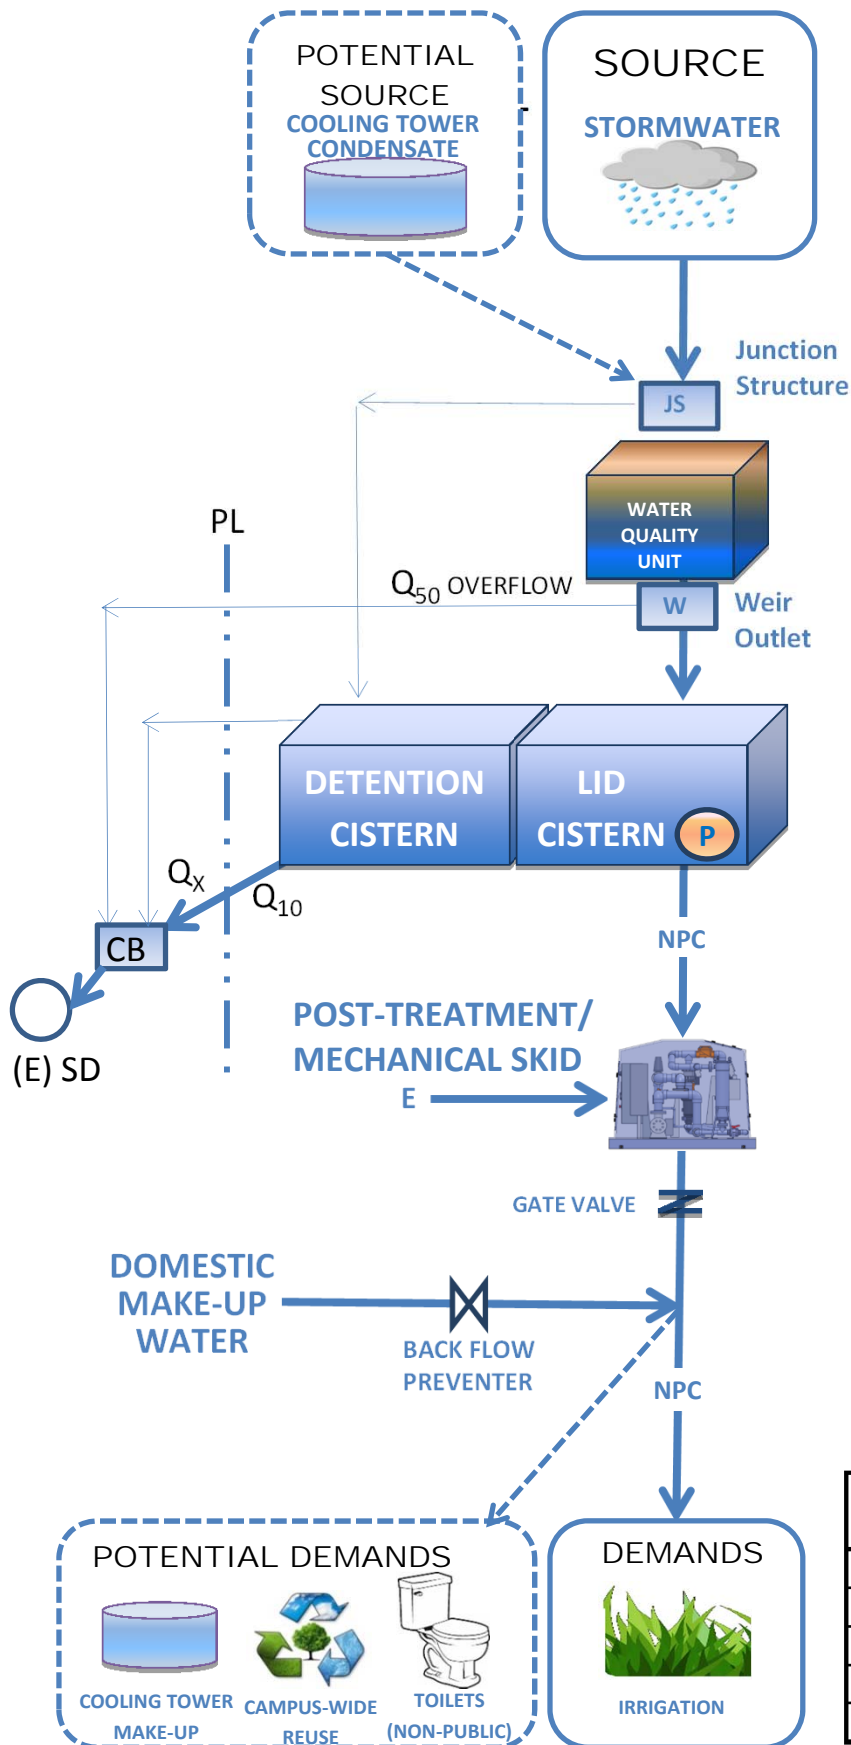 POTENTIAL
SOURCE
COOLING TOWER
CONDENSATE
SOURCE
STORMWATER
Junction
Structure
JS
WATER
QUALITY
UNIT
PL
Q50 OVERFLOW
W
Weir
Outlet
DETENTION
CISTERN
LID
CISTERN
P
QX
Q10
CB
(E) SD
NPC
POST-TREATMENT/
MECHANICAL SKID
E
GATE VALVE
DOMESTIC
MAKE-UP
WATER
BACK FLOW
PREVENTER
NPC
POTENTIAL DEMANDS
COOLING TOWER
MAKE-UP
CAMPUS-WIDE
REUSE
TOILETS
(NON-PUBLIC)
DEMANDS
IRRIGATION